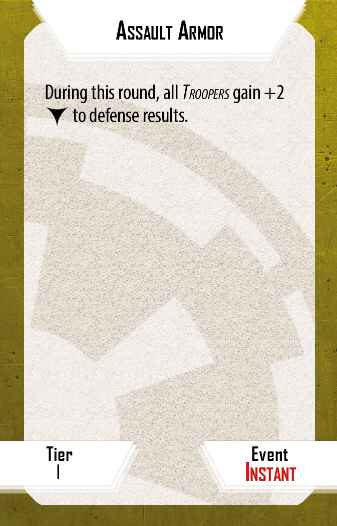 Assault Armor
During this round, all Troopers gain +2
to defense results.
Tier
I
Event
Instant